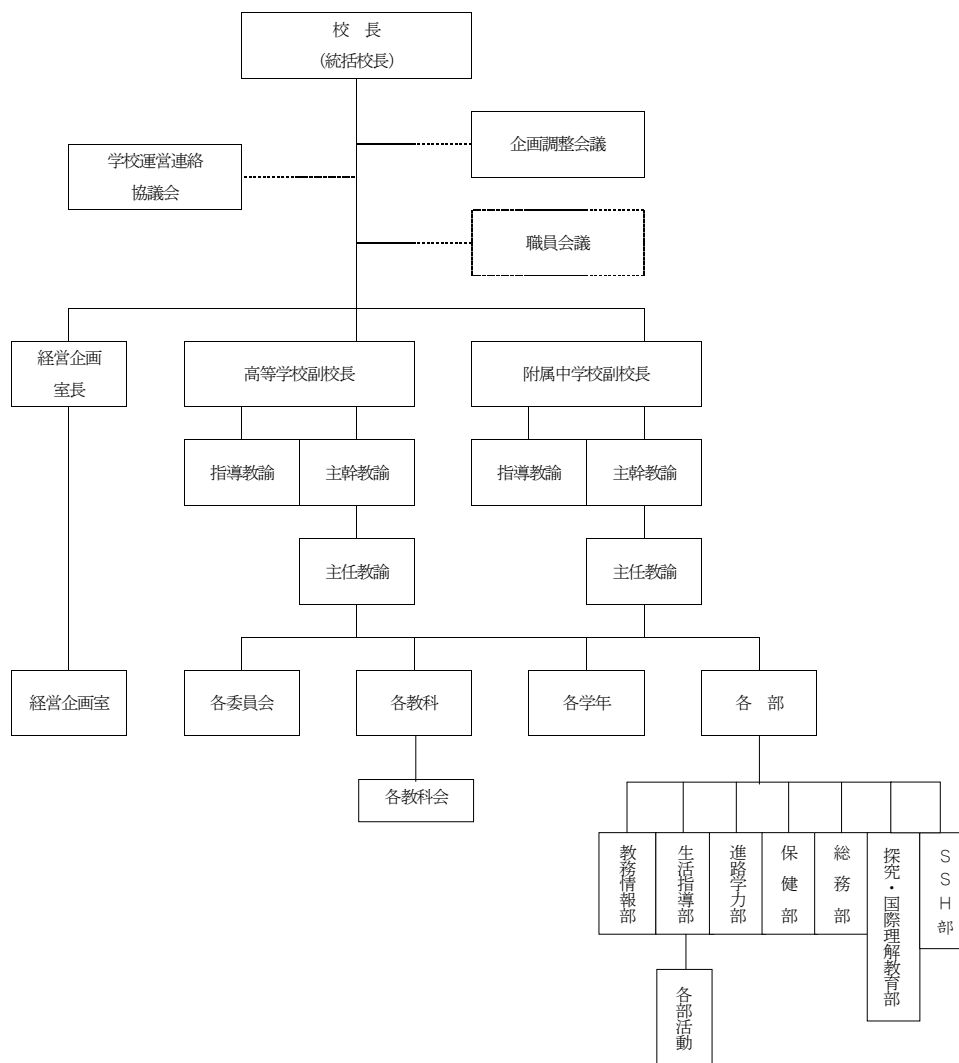 校　長
(統括校長)
企画調整会議
学校運営連絡
協議会
職員会議
経営企画
室長
高等学校副校長
附属中学校副校長
指導教諭
主幹教諭
指導教諭
主幹教諭
主任教諭
主任教諭
経営企画室
各委員会
各教科
各学年
各　部
各教科会
教務情報部
生活指導部
進路学力部
保健部
総務部
探究・国際理解教育部
ＳＳＨ部
各部活動